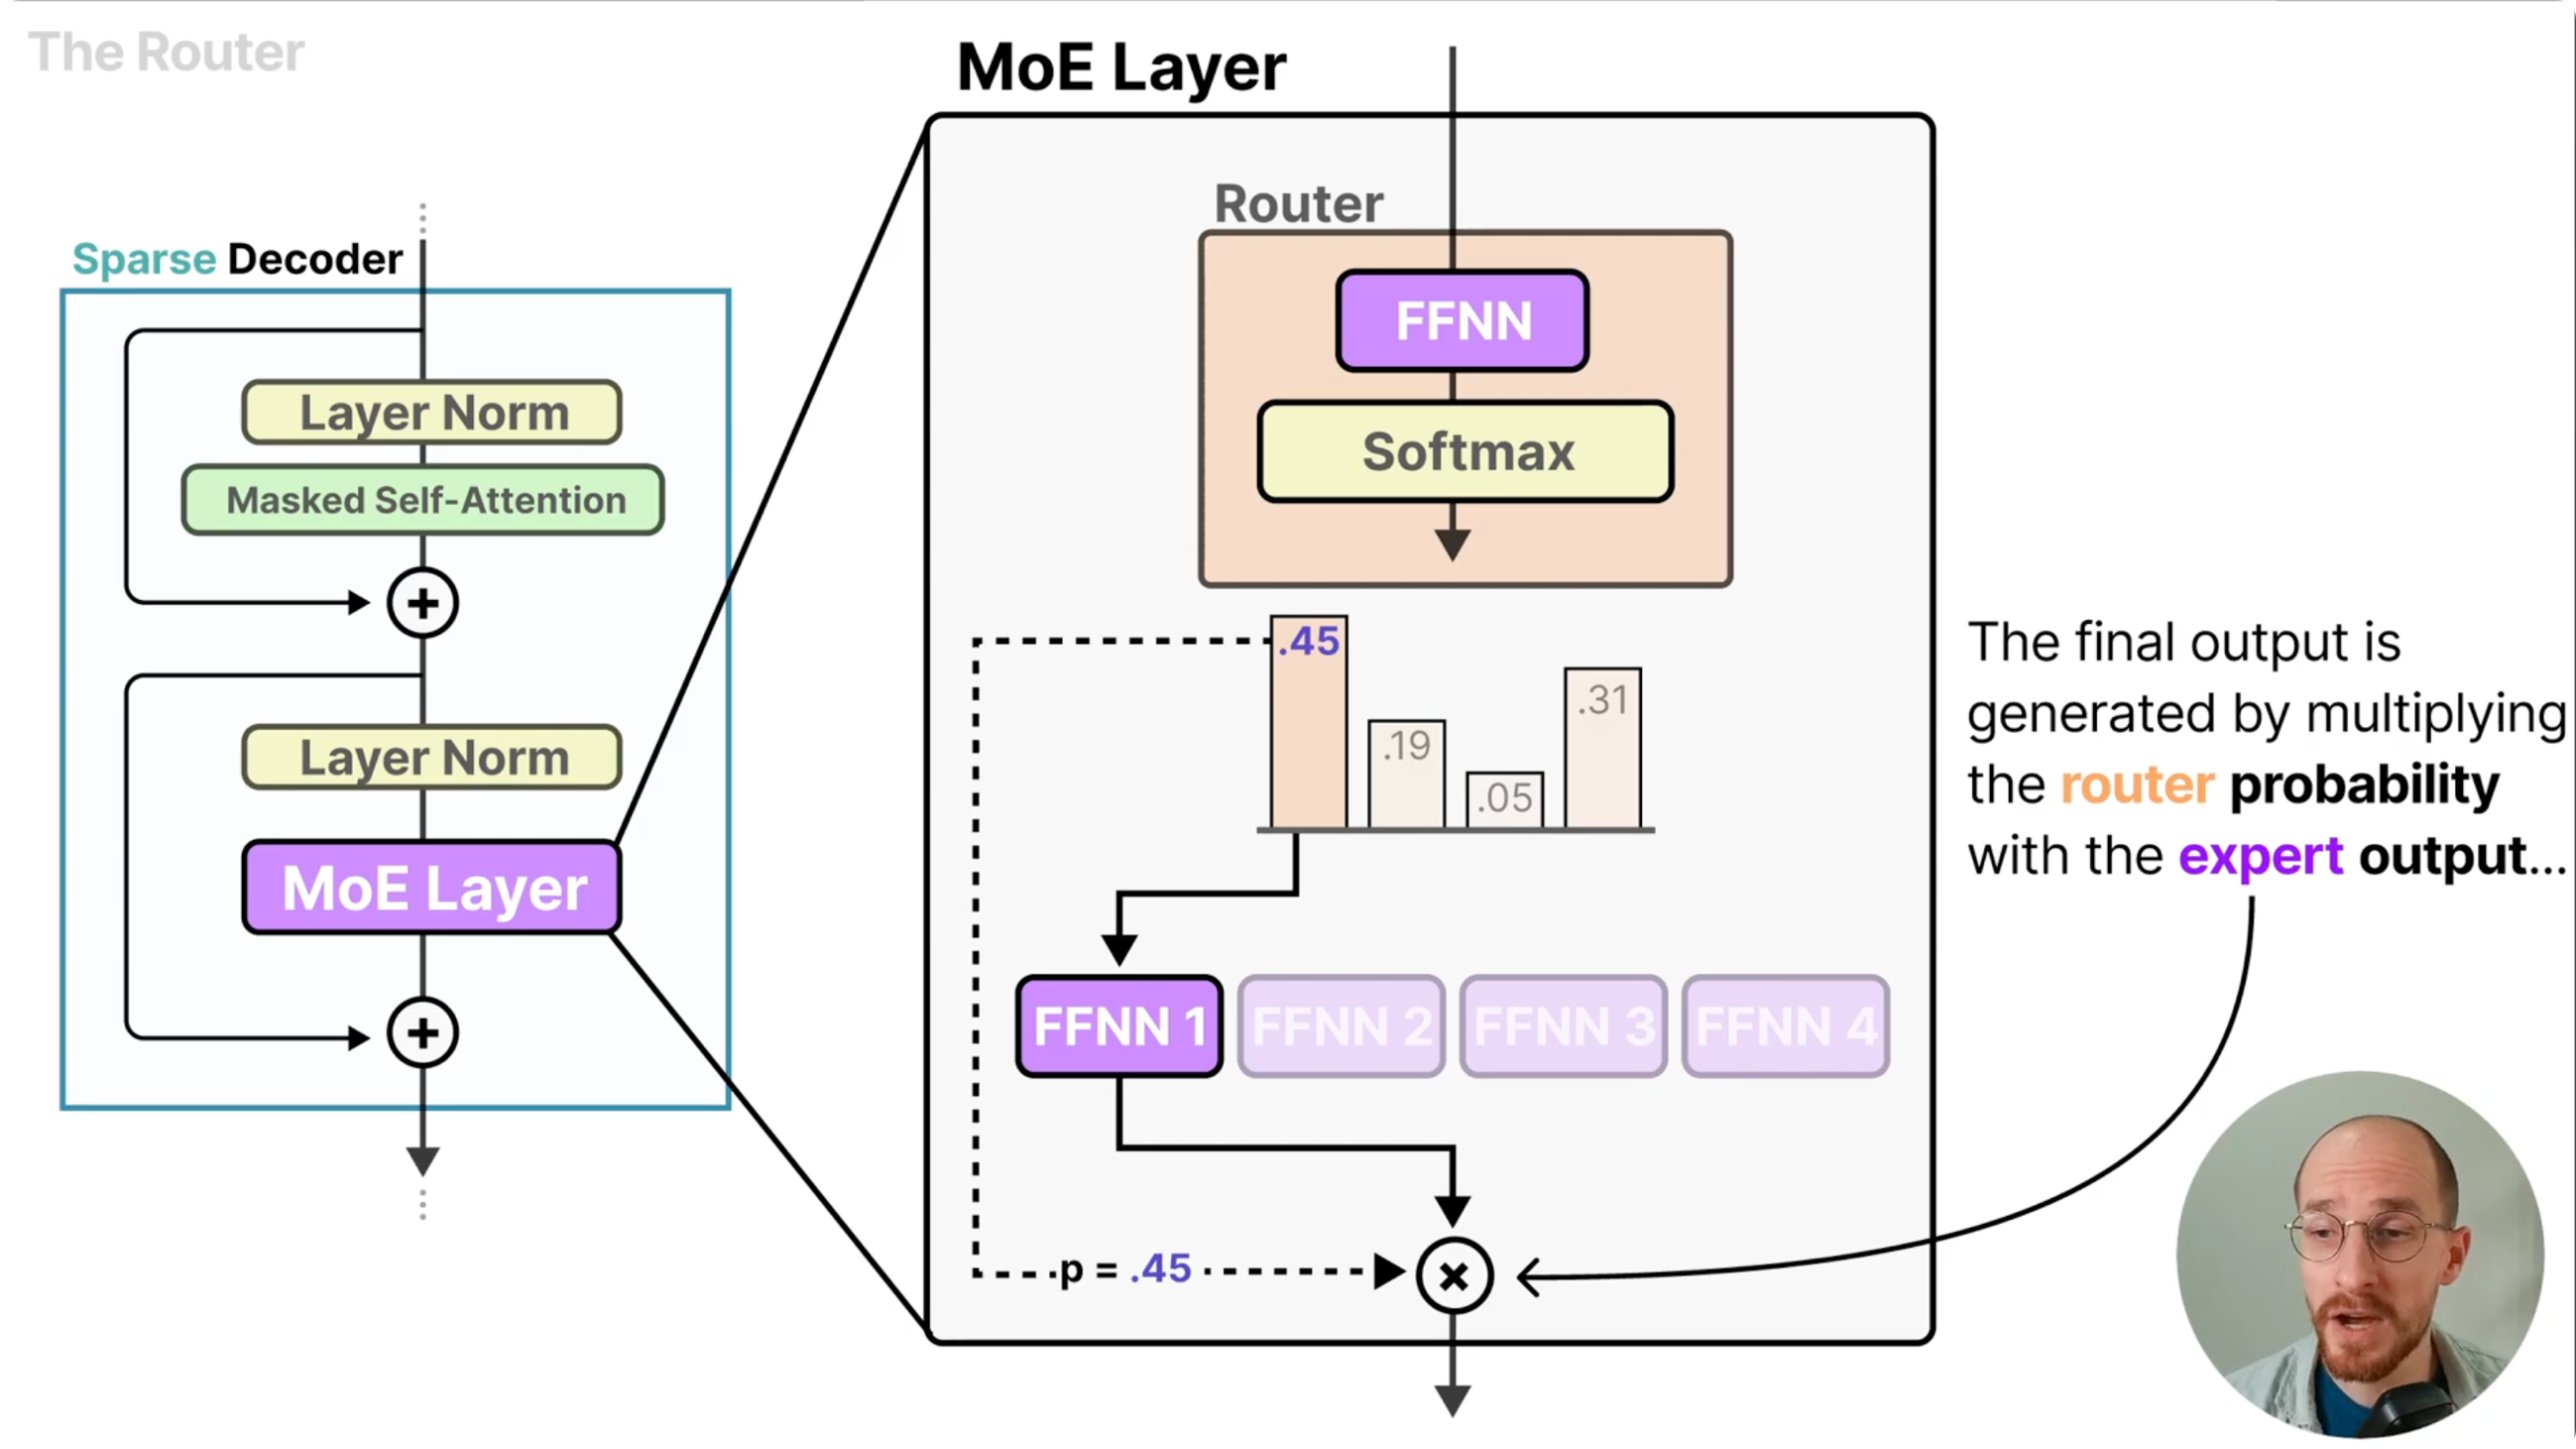 The Router
Sparse Decoder
Layer Norm
Masked Self-Attention
+
Layer Norm
MoE Layer
+
MoE Layer
Router
FFNN
Softmax
.45
.19
.05
.31
FFNN 1
FFNN 2
FFNN 3
FFNN 4
p = .45
×
The final output is
generated by multiplying
the router probability
with the expert output...